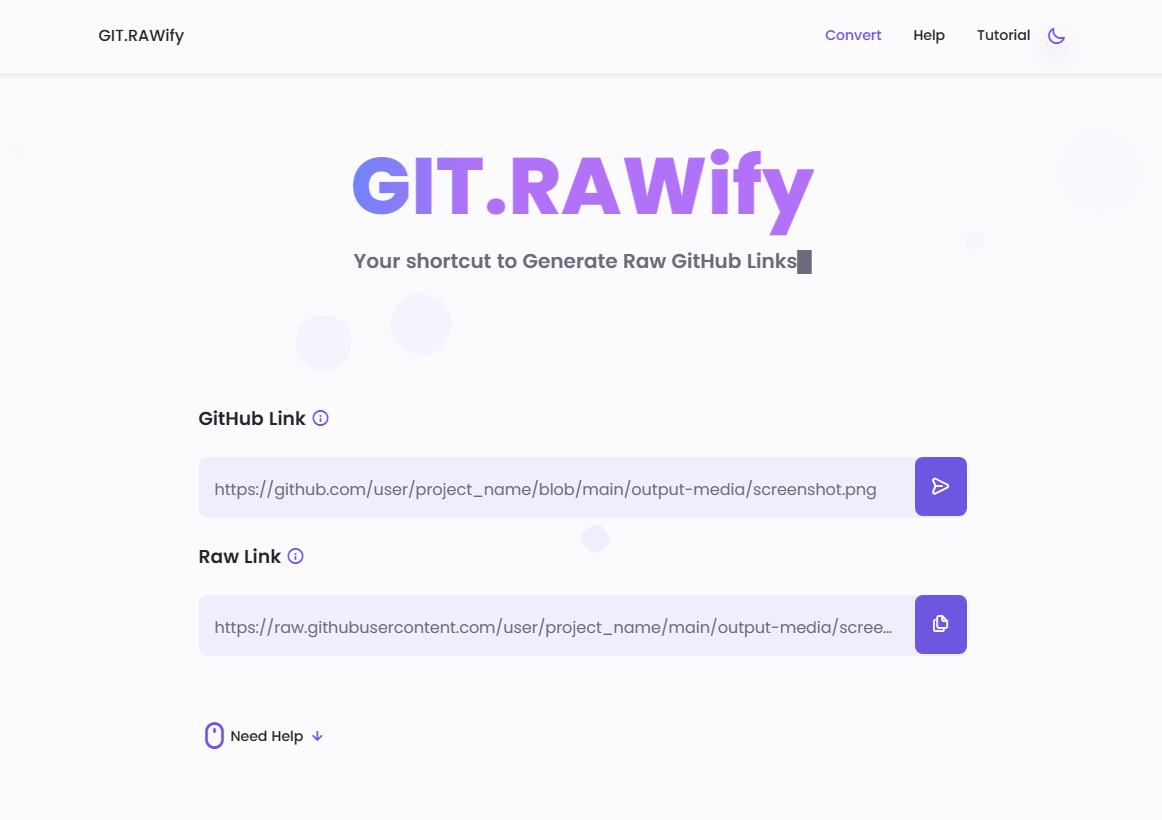 GIT.RAWify
Convert Help Tutorial
GIT.RAWify
Your shortcut to Generate Raw GitHub Links
GitHub Link
https://github.com/user/project_name/blob/main/output-media/screenshot.png
Raw Link
https://raw.githubusercontent.com/user/project_name/main/output-media/scree...
Need Help